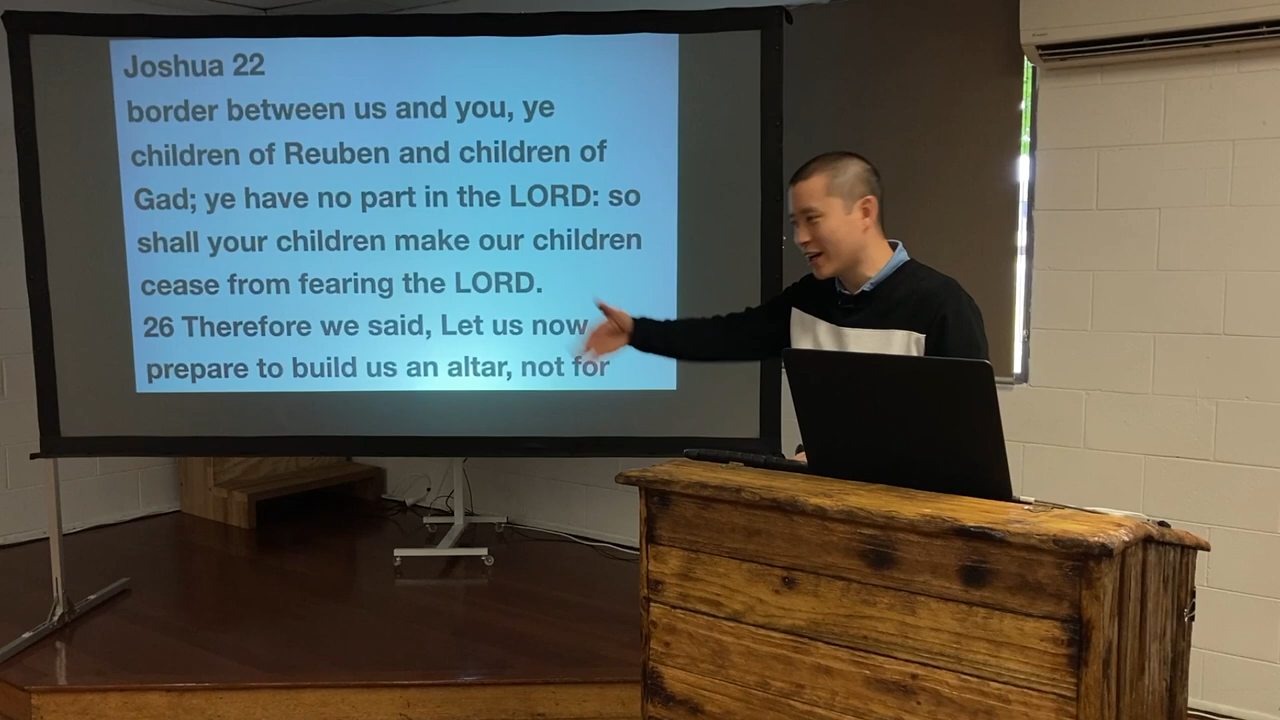 Joshua 22
border between us and you, ye
children of Reuben and children of
Gad; ye have no part in the LORD: so
shall your children make our children
cease from fearing the LORD.
26 Therefore we said, Let us now
prepare to build us an altar, not for